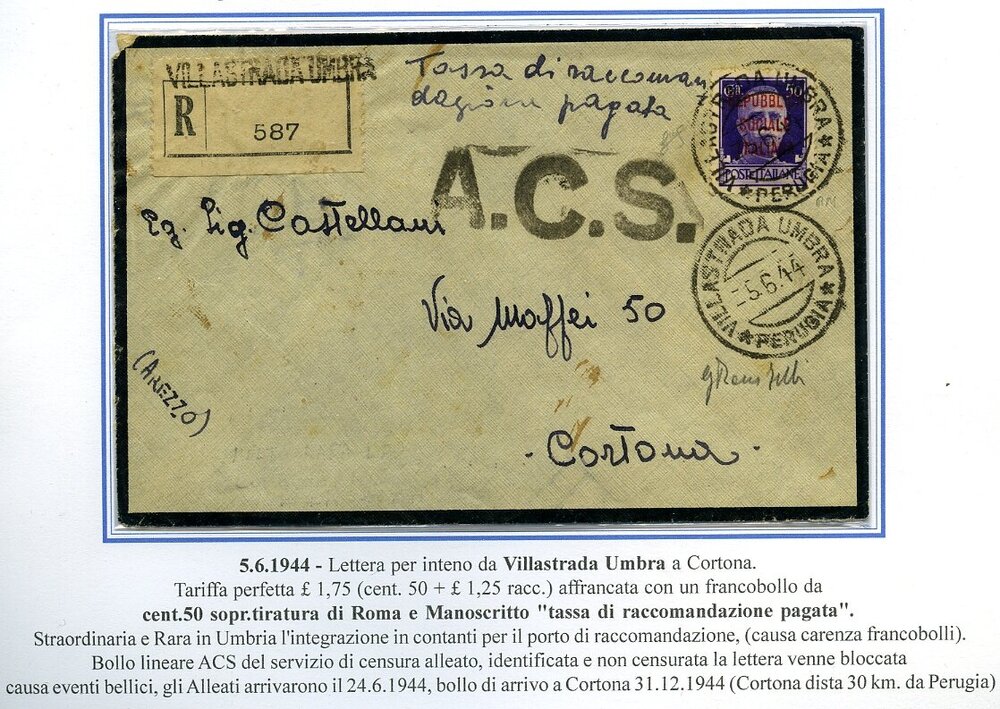 VILLASTRADA UMBRA
R
587
Tassa di raccoman
dazione pagata
VILLASTRADA UMBRA
★ PERUGIA ★
50
REPUBBLICA
SOCIALE
ITALIANA
POSTE ITALIANE
A.C.S.
eg. Sig. Castellani
VILLASTRADA UMBRA
-5.6.44
★ PERUGIA ★
Via Maffei 50
(AREZZO)
- Cortona -
5.6.1944 - Lettera per inteno da Villastrada Umbra a Cortona.
Tariffa perfetta £ 1,75 (cent. 50 + £ 1,25 racc.) affrancata con un francobollo da
cent.50 sopr.tiratura di Roma e Manoscritto "tassa di raccomandazione pagata".
Straordinaria e Rara in Umbria l'integrazione in contanti per il porto di raccomandazione, (causa carenza francobolli).
Bollo lineare ACS del servizio di censura alleato, identificata e non censurata la lettera venne bloccata
causa eventi bellici, gli Alleati arrivarono il 24.6.1944, bollo di arrivo a Cortona 31.12.1944 (Cortona dista 30 km. da Perugia)